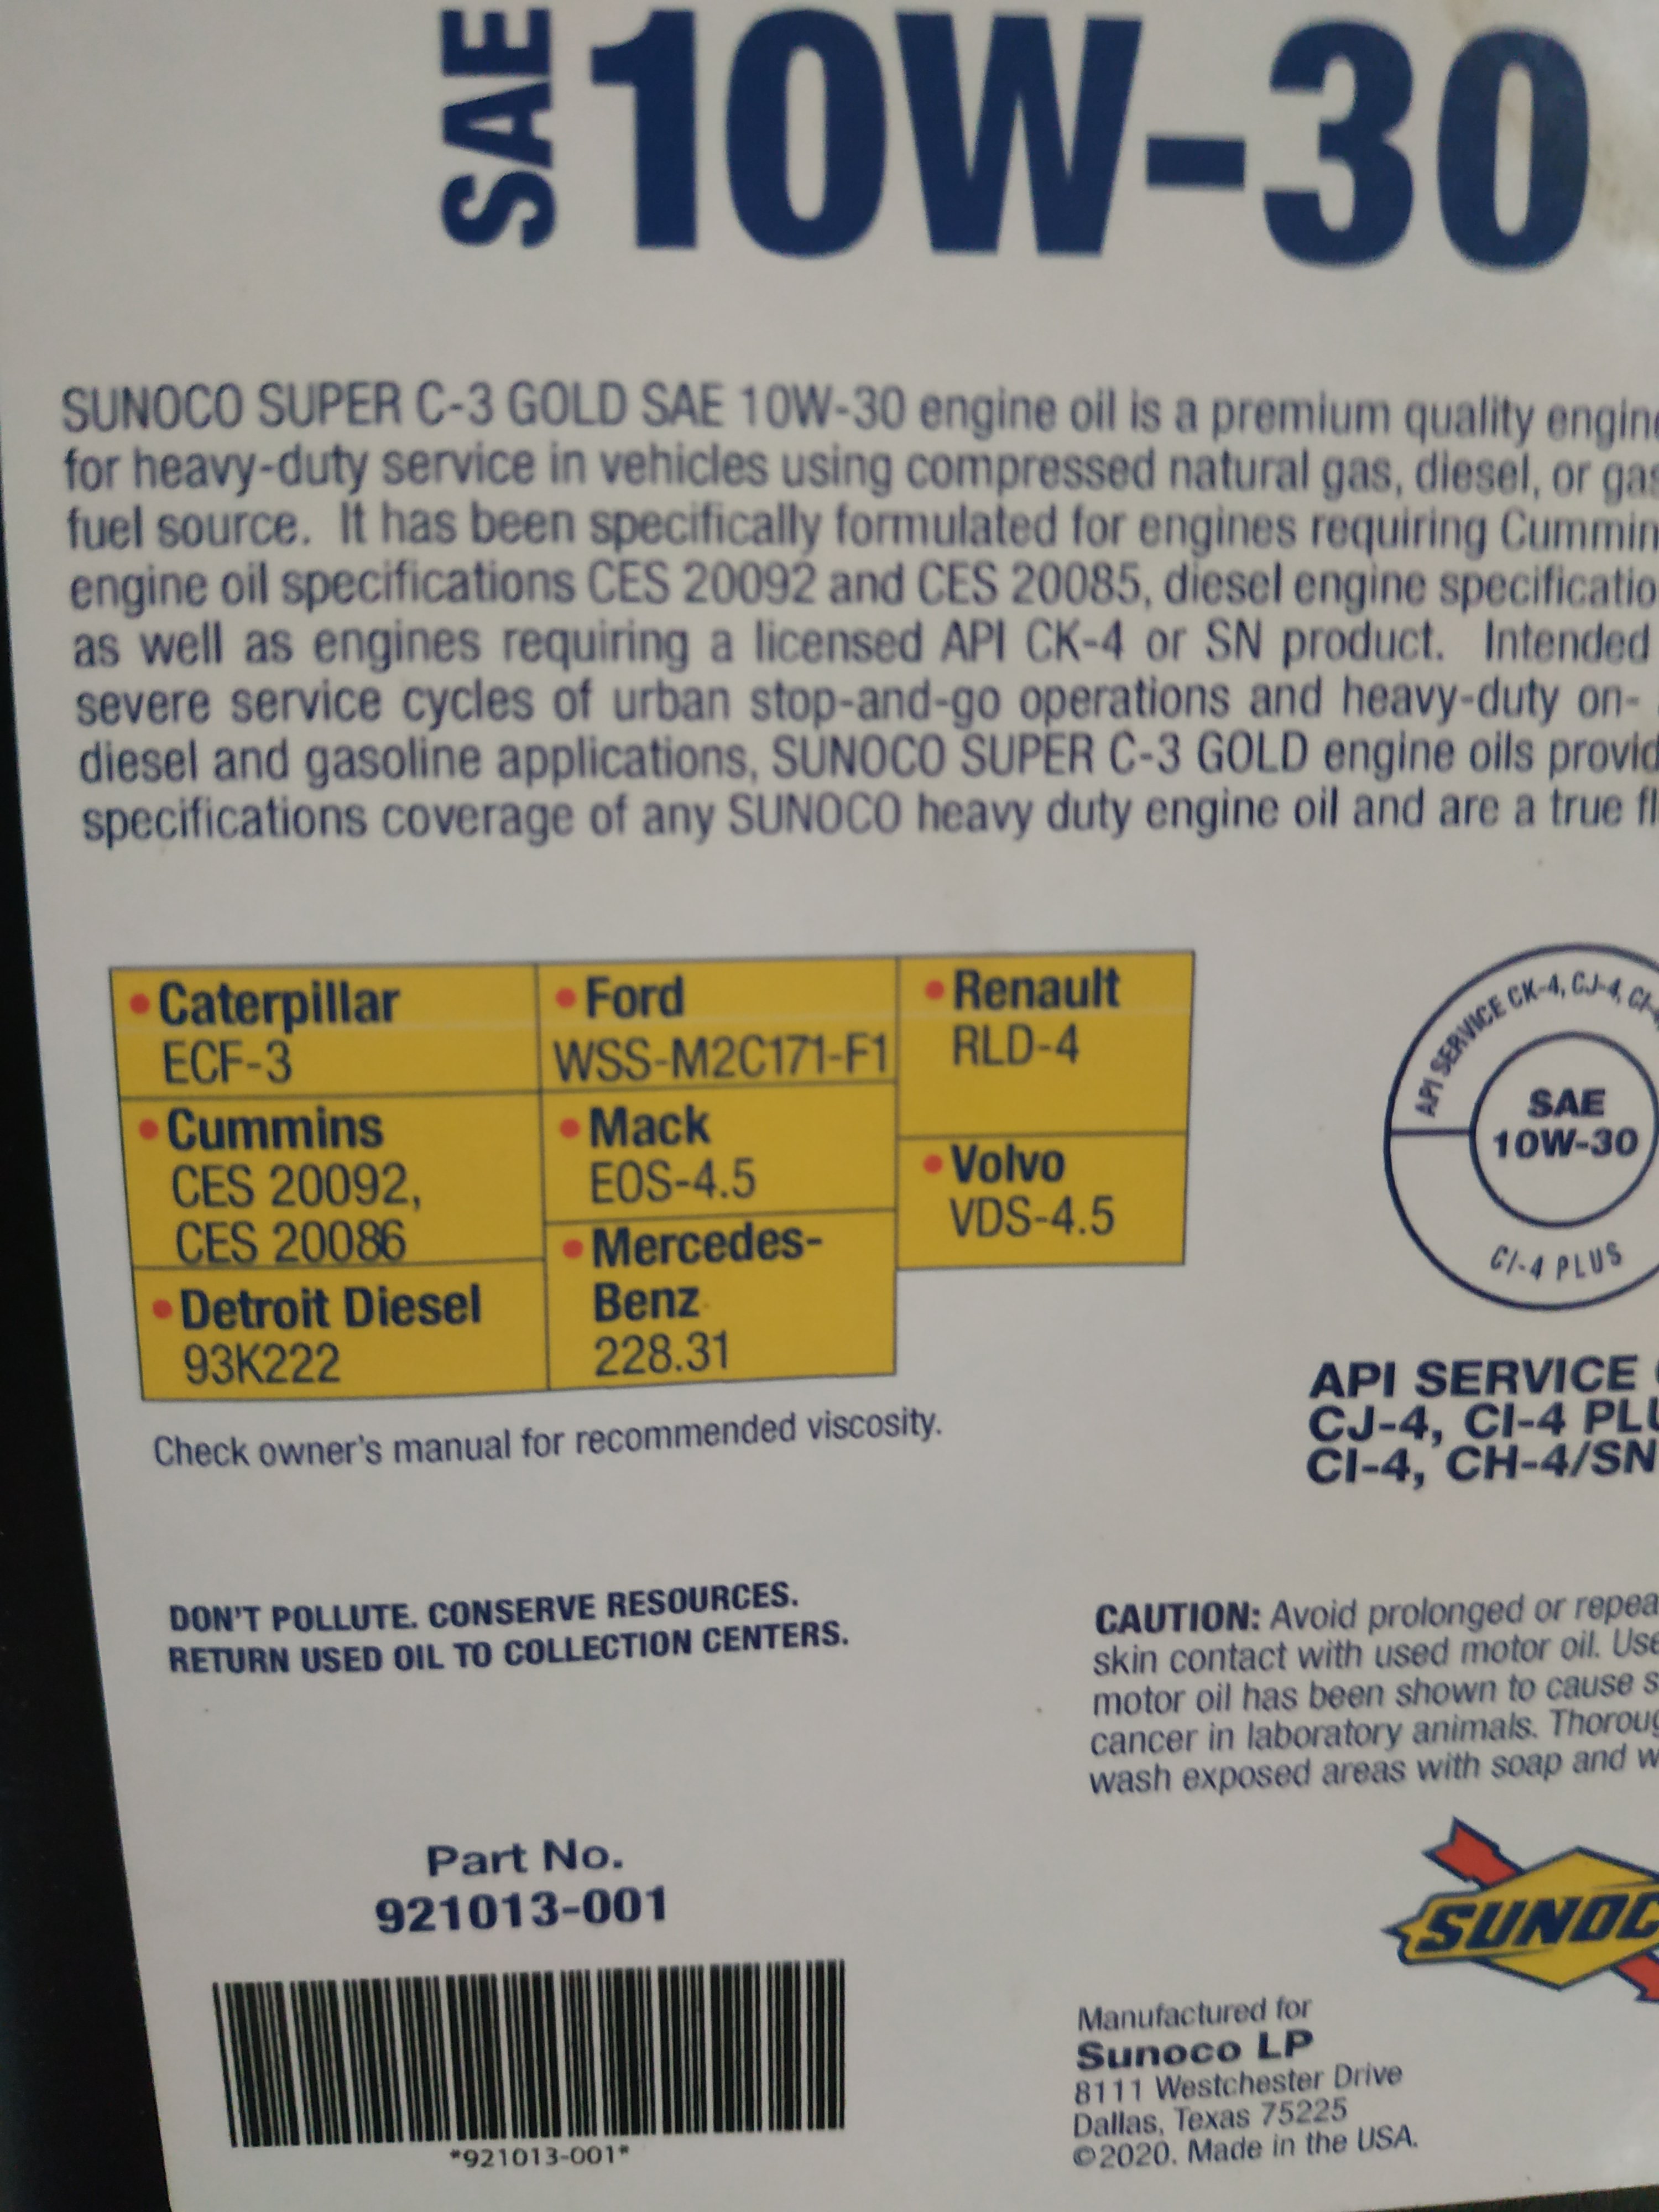 SAE 10W-30
SUNOCO SUPER C-3 GOLD SAE 10W-30 engine oil is a premium quality engine
for heavy-duty service in vehicles using compressed natural gas, diesel, or gas
fuel source. It has been specifically formulated for engines requiring Cummin
engine oil specifications CES 20092 and CES 20085, diesel engine specificatio
as well as engines requiring a licensed API CK-4 or SN product. Intended
severe service cycles of urban stop-and-go operations and heavy-duty on-
diesel and gasoline applications, SUNOCO SUPER C-3 GOLD engine oils provid
specifications coverage of any SUNOCO heavy duty engine oil and are a true fl
• Caterpillar
ECF-3
• Cummins
CES 20092,
CES 20086
• Detroit Diesel
93K222
• Ford
WSS-M2C171-F1
• Mack
EOS-4.5
• Mercedes-
Benz
228.31
• Renault
RLD-4
• Volvo
VDS-4.5
Check owner's manual for recommended viscosity.
API SERVICE CK-4, CJ-4, CI-4
SAE
10W-30
CI-4 PLUS
API SERVICE
CJ-4, CI-4 PLU
CI-4, CH-4/SN
DON'T POLLUTE. CONSERVE RESOURCES.
RETURN USED OIL TO COLLECTION CENTERS.
CAUTION: Avoid prolonged or repea
skin contact with used motor oil. Use
motor oil has been shown to cause s
cancer in laboratory animals. Thoroug
wash exposed areas with soap and w
Part No.
921013-001
*921013-001*
SUNOC
Manufactured for
Sunoco LP
8111 Westchester Drive
Dallas, Texas 75225
©2020. Made in the USA.